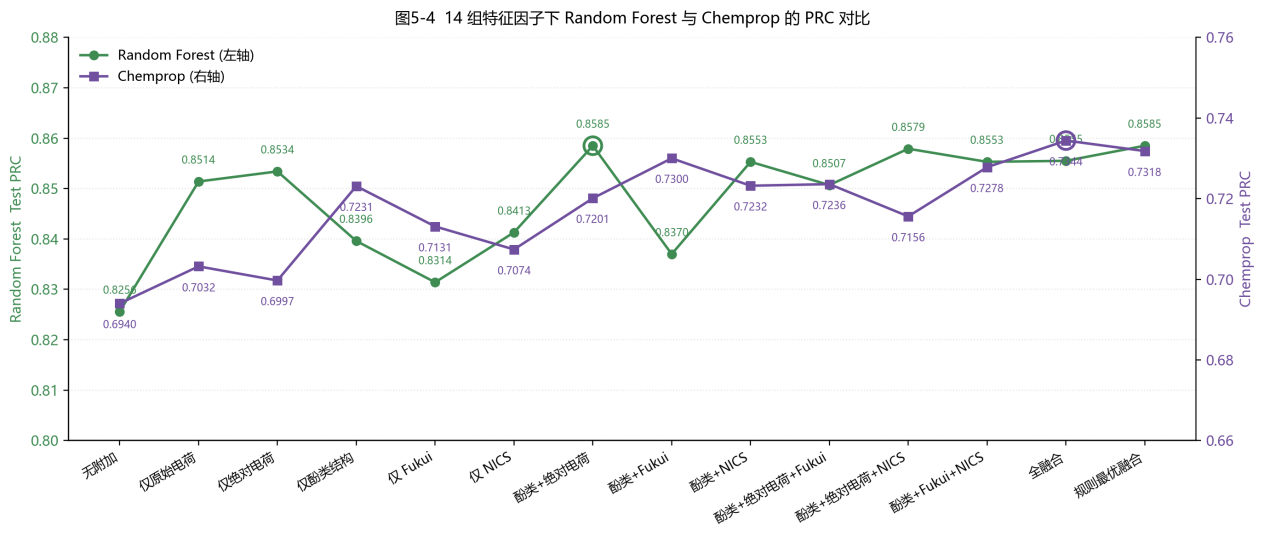 图5-4 14 组特征因子下 Random Forest 与 Chemprop 的 PRC 对比
Random Forest (左轴)
Chemprop (右轴)
Random Forest Test PRC
0.88
0.87
0.86
0.85
0.84
0.83
0.82
0.81
0.80
Chemprop Test PRC
0.76
0.74
0.72
0.70
0.68
0.66
0.8514
0.8534
0.8396
0.8314
0.8413
0.8585
0.8370
0.8553
0.8507
0.8579
0.8553
0.8585
0.6940
0.7032
0.6997
0.7231
0.7131
0.7074
0.7201
0.7300
0.7232
0.7236
0.7156
0.7278
0.7318
无附加
仅原始电荷
仅绝对电荷
仅酚类结构
仅 Fukui
仅 NICS
酚类+绝对电荷
酚类+Fukui
酚类+NICS
酚类+绝对电荷+Fukui
酚类+绝对电荷+NICS
酚类+Fukui+NICS
全融合
规则最优融合